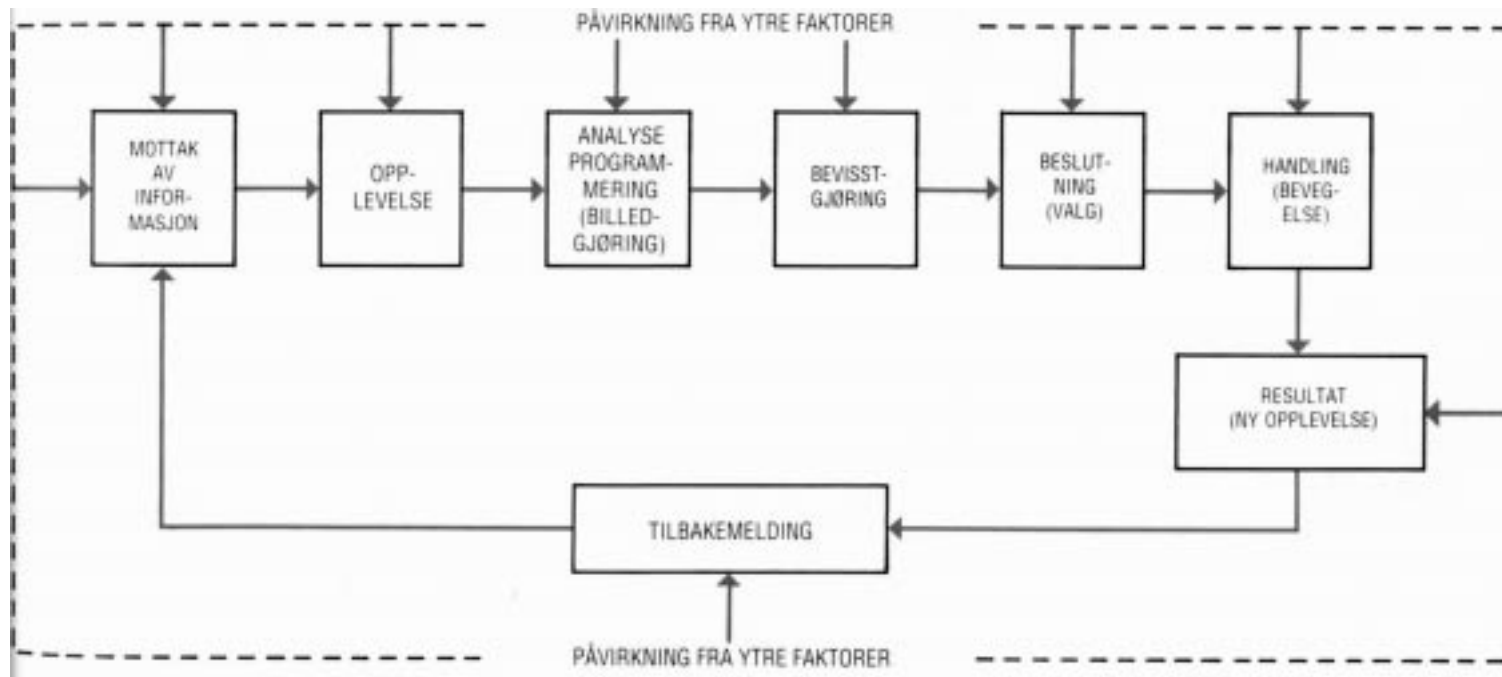 PÅVIRKNING FRA YTRE FAKTORER
MOTTAK
AV
INFOR-
MASJON
OPP-
LEVELSE
ANALYSE
PROGRAM-
MERING
(BILLED-
GJØRING)
BEVISST-
GJØRING
BESLUT-
NING
(VALG)
HANDLING
(BEVEG-
ELSE)
RESULTAT
(NY OPPLEVELSE)
TILBAKEMELDING
PÅVIRKNING FRA YTRE FAKTORER